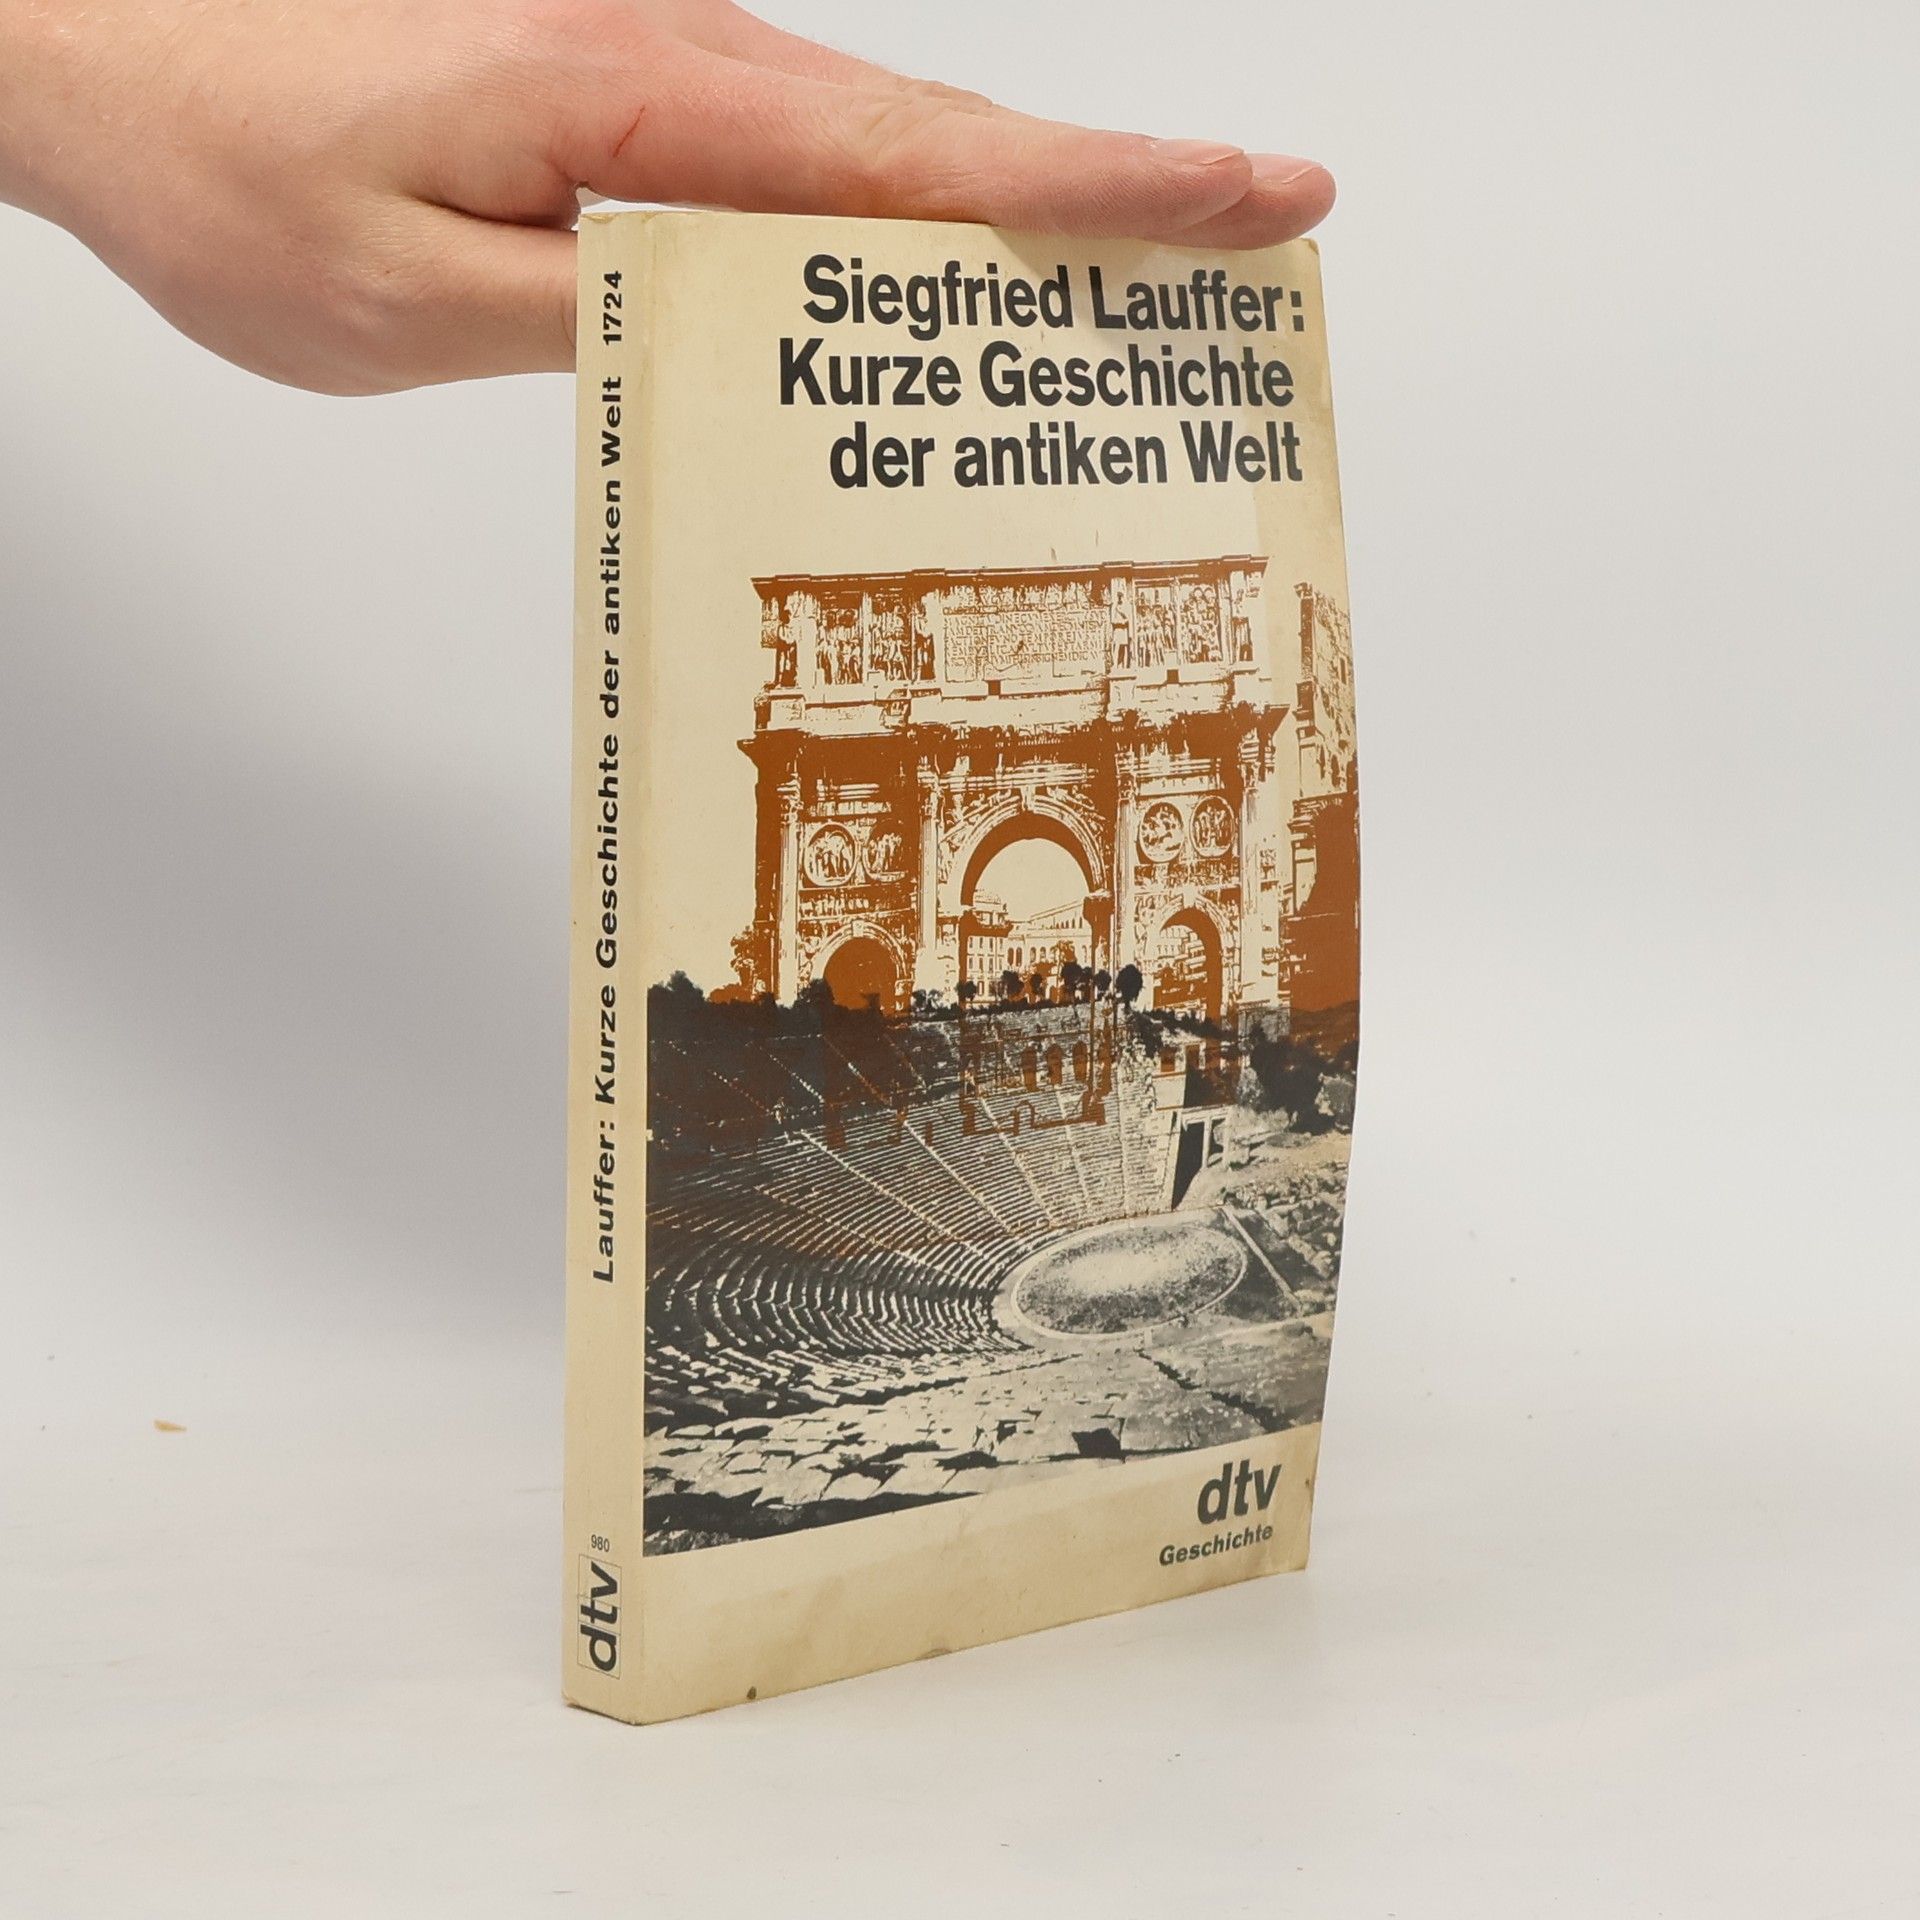 Siegfried Lauffer:
Kurze Geschichte
der antiken Welt
dtv
Geschichte
Lauffer: Kurze Geschichte der antiken Welt 1724
980
dtv